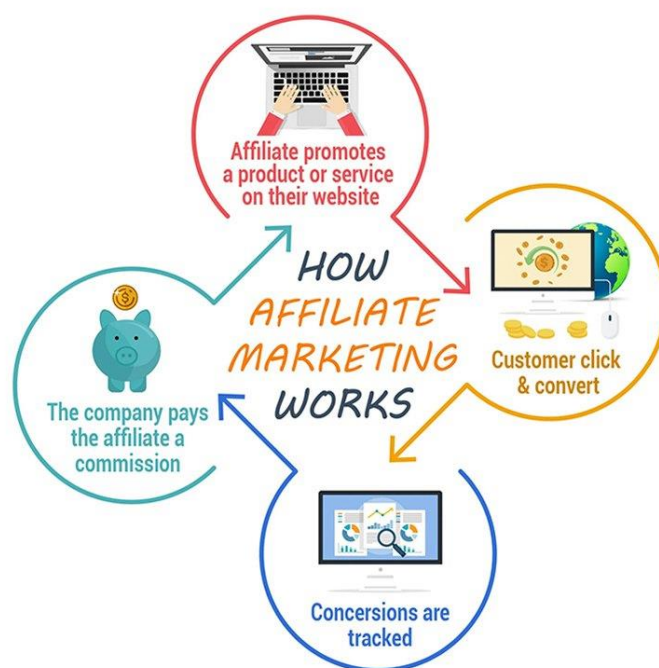 Affiliate promotes
a product or service
on their website
HOW
AFFILIATE
MARKETING
WORKS
Customer click
& convert
Concersions are
tracked
The company pays
the affiliate a
commission